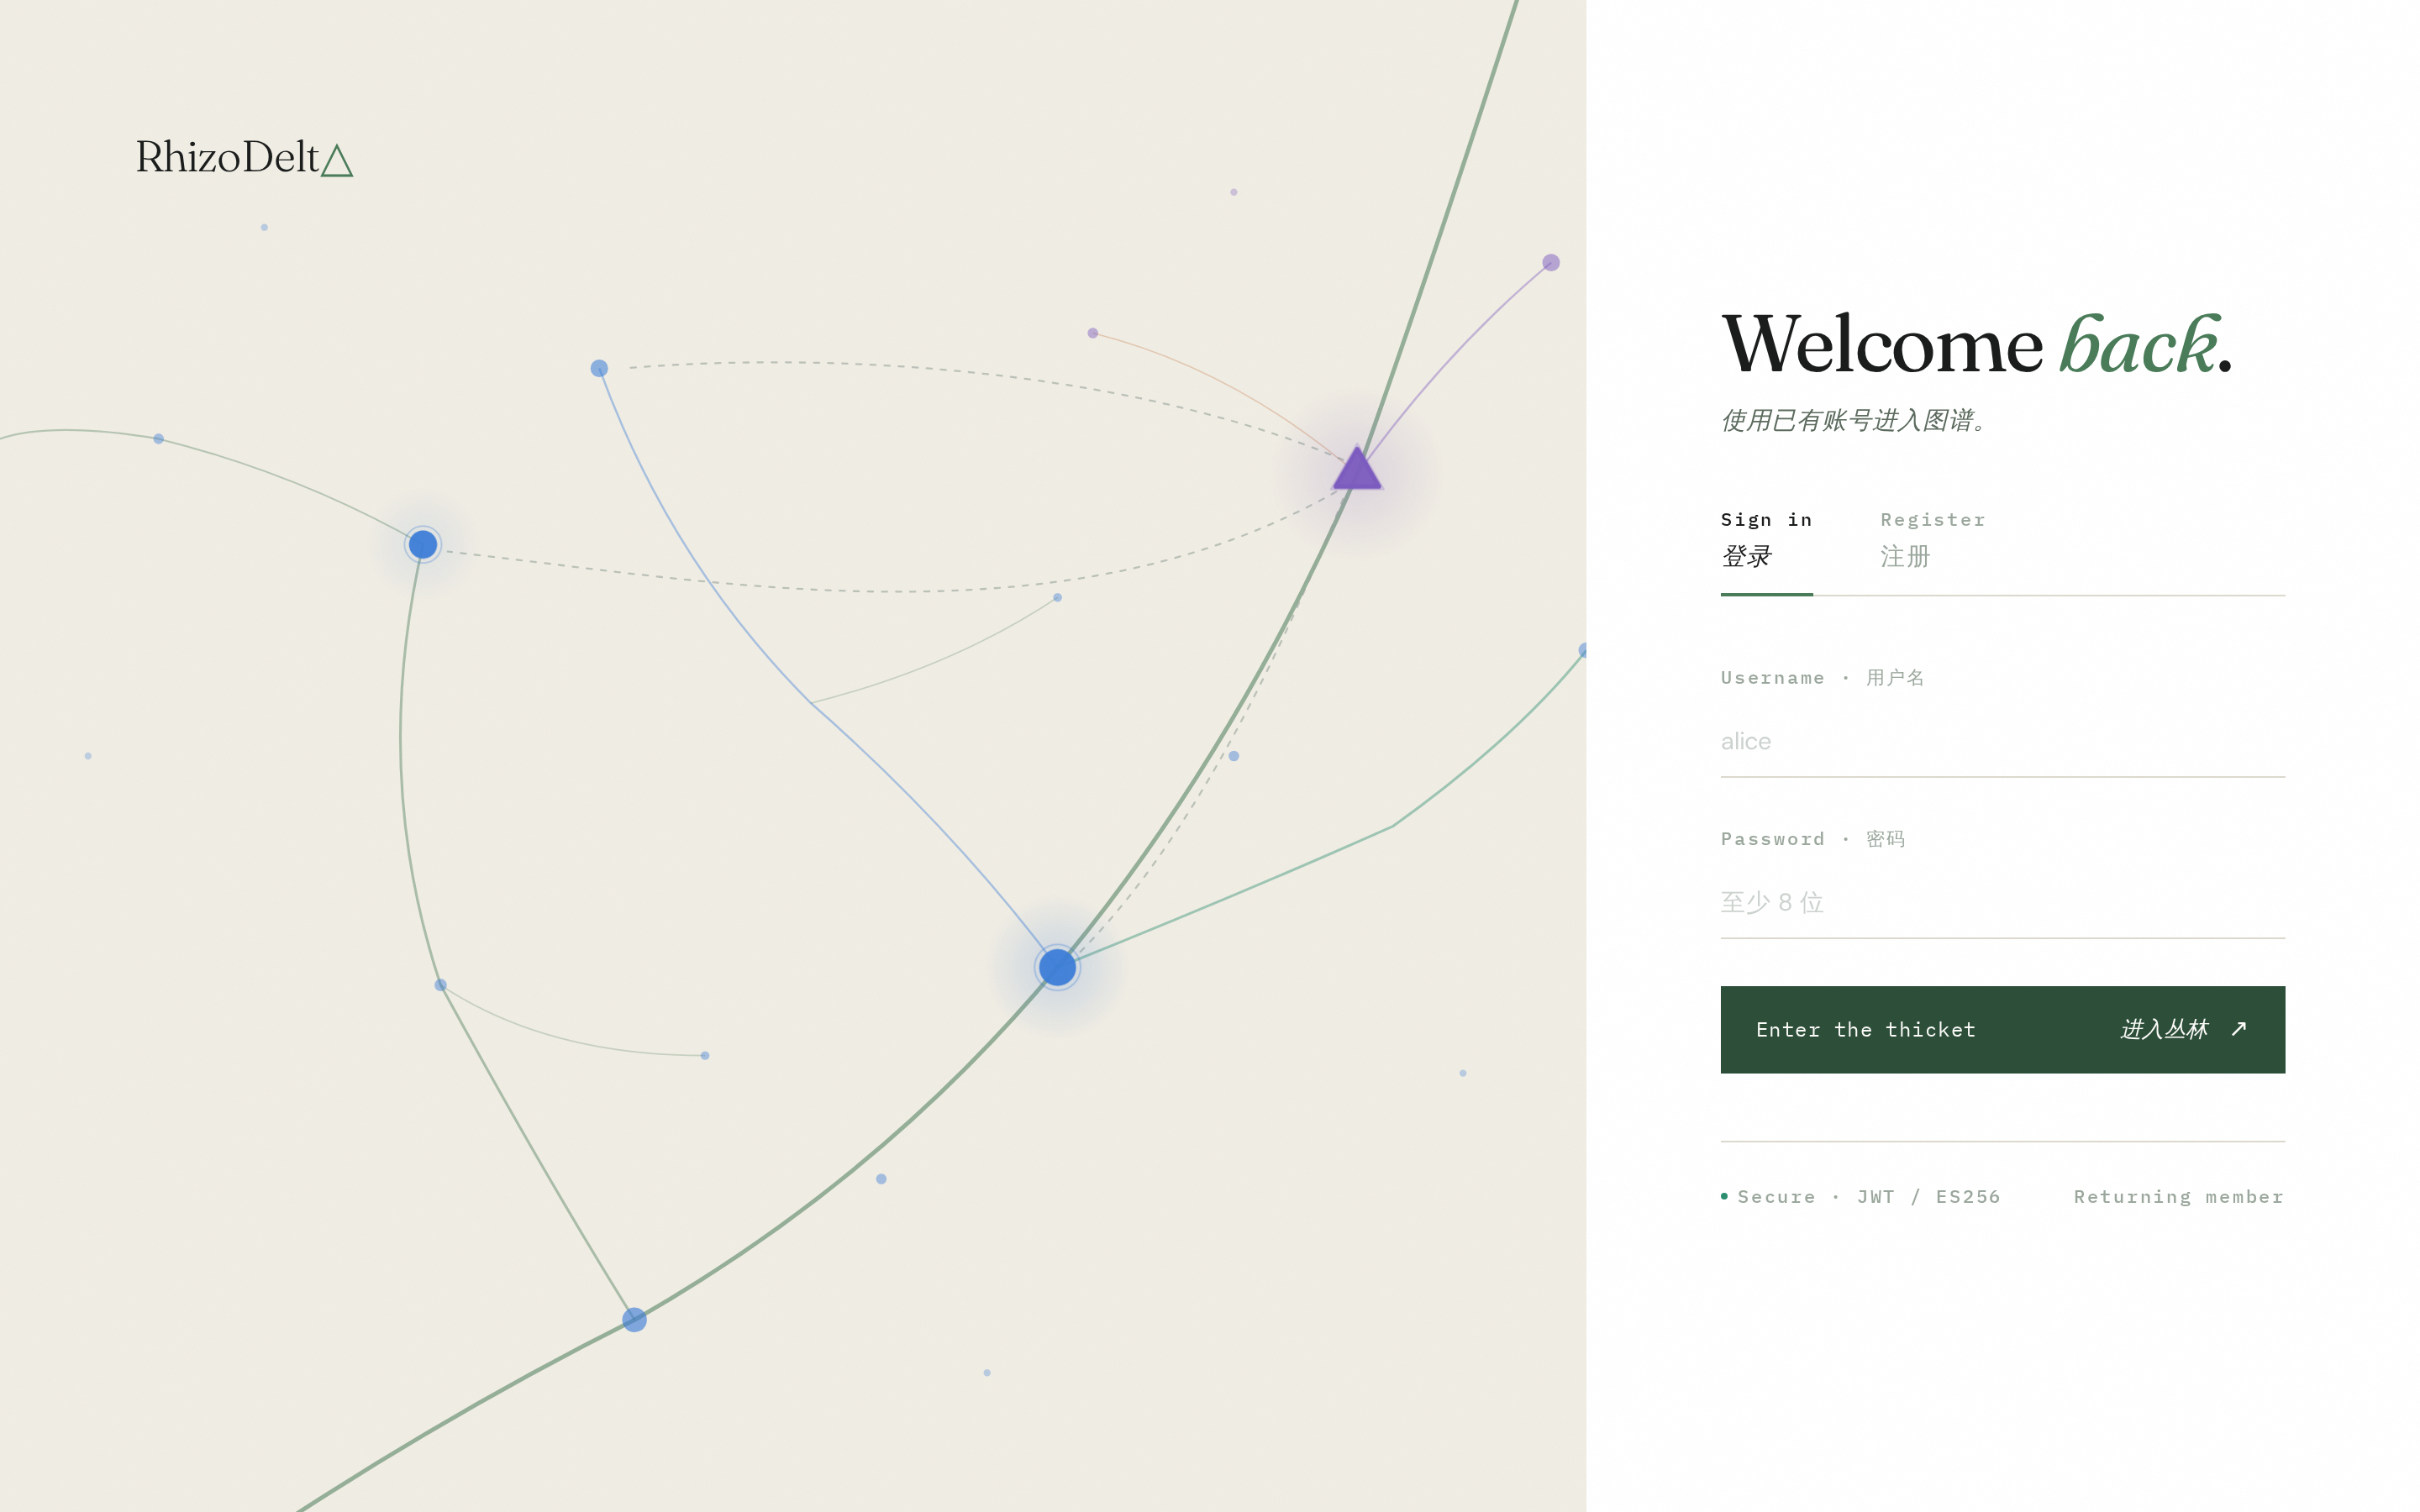 RhizoDelt△
Welcome back.
使用已有账号进入图谱。
Sign in Register
登录 注册
Username · 用户名
alice
Password · 密码
至少 8 位
Enter the thicket 进入丛林 ↗
Secure · JWT / ES256 Returning member